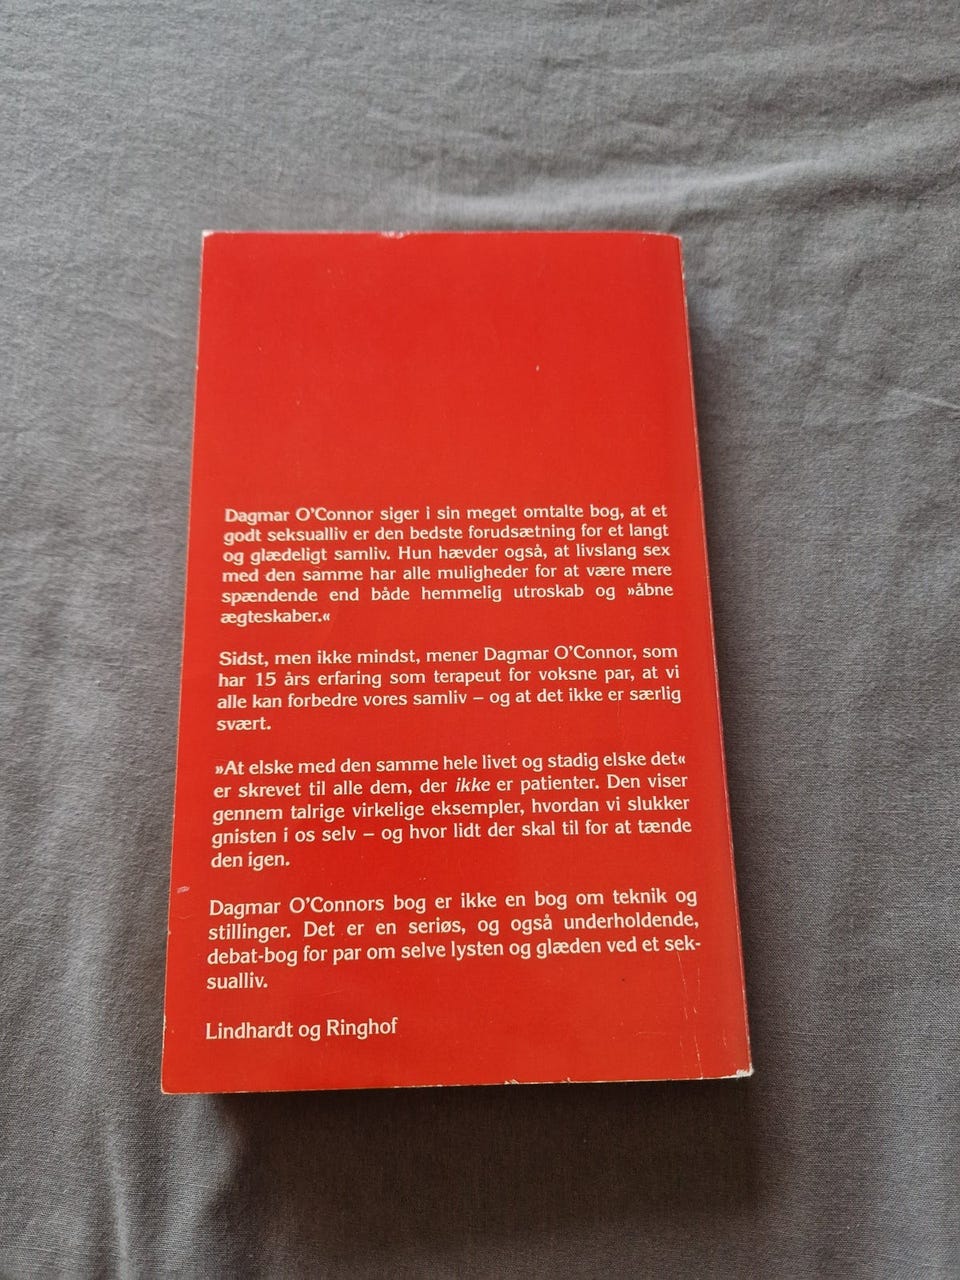 Dagmar O'Connor siger i sin meget omtalte bog, at et
godt seksualliv er den bedste forudsætning for et langt
og glædeligt samliv. Hun hævder også, at livslang sex
med den samme har alle muligheder for at være mere
spændende end både hemmelig utroskab og »åbne
ægteskaber.«
Sidst, men ikke mindst, mener Dagmar O'Connor, som
har 15 års erfaring som terapeut for voksne par, at vi
alle kan forbedre vores samliv – og at det ikke er særlig
svært.
»At elske med den samme hele livet og stadig elske det«
er skrevet til alle dem, der ikke er patienter. Den viser
gennem talrige virkelige eksempler, hvordan vi slukker
gnisten i os selv – og hvor lidt der skal til for at tænde
den igen.
Dagmar O'Connors bog er ikke en bog om teknik og
stillinger. Det er en seriøs, og også underholdende,
debat-bog for par om selve lysten og glæden ved et sek-
sualliv.
Lindhardt og Ringhof